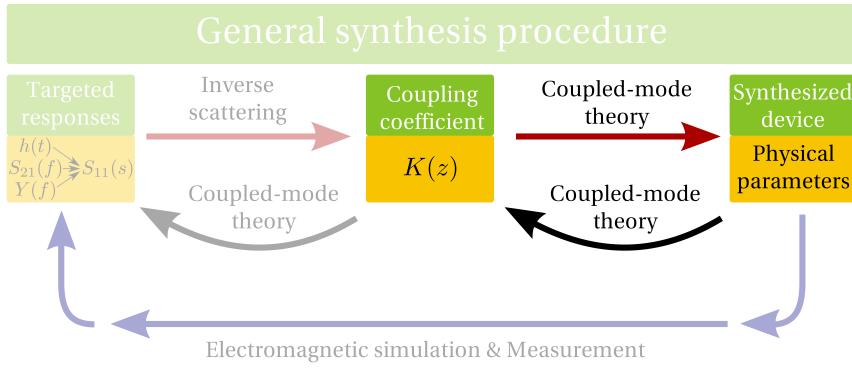 General synthesis procedure
Targeted
responses
h(t)
S₂₁(f) S₁₁(s)
Y(f)
Inverse
scattering
Coupled-mode
theory
Coupling
coefficient
K(z)
Coupled-mode
theory
Coupled-mode
theory
Synthesized
device
Physical
parameters
Electromagnetic simulation & Measurement